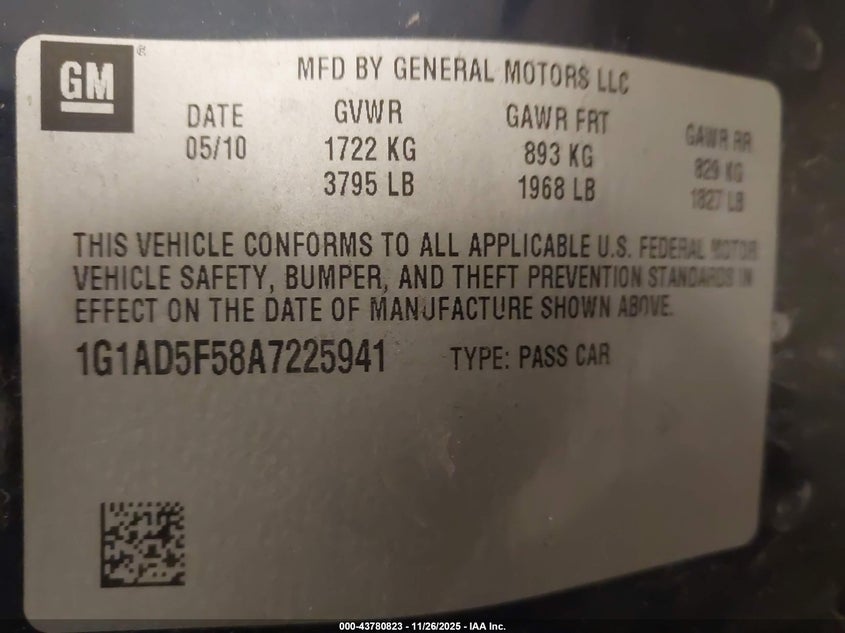 GM
MFD BY GENERAL MOTORS LLC
DATE GVWR GAWR FRT GAWR RR
05/10 1722 KG 893 KG 829 KG
3795 LB 1968 LB 1827 LB
THIS VEHICLE CONFORMS TO ALL APPLICABLE U.S. FEDERAL MOTOR
VEHICLE SAFETY, BUMPER, AND THEFT PREVENTION STANDARDS IN
EFFECT ON THE DATE OF MANUFACTURE SHOWN ABOVE.
1G1AD5F58A7225941 TYPE: PASS CAR
000-43780823 - 11/26/2025 - IAA Inc.